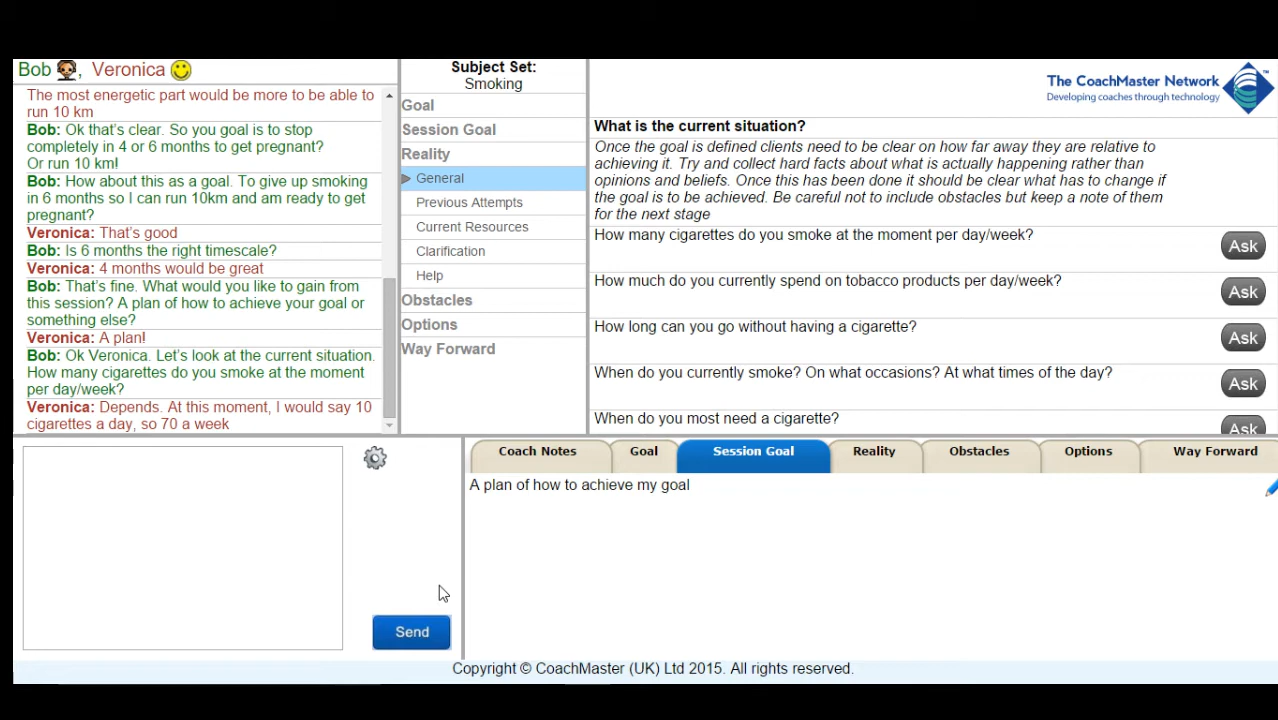 Bob , Veronica
The most energetic part would be more to be able to
run 10 km
Bob: Ok that's clear. So you goal is to stop
completely in 4 or 6 months to get pregnant?
Or run 10 km!
Bob: How about this as a goal. To give up smoking
in 6 months so I can run 10km and am ready to get
pregnant?
Veronica: That's good
Bob: Is 6 months the right timescale?
Veronica: 4 months would be great
Bob: That's fine. What would you like to gain from
this session? A plan of how to achieve your goal or
something else?
Veronica: A plan!
Bob: Ok Veronica. Let's look at the current situation.
How many cigarettes do you smoke at the moment
per day/week?
Veronica: Depends. At this moment, I would say 10
cigarettes a day, so 70 a week
Subject Set:
Smoking
Goal
Session Goal
Reality
General
Previous Attempts
Current Resources
Clarification
Help
Obstacles
Options
Way Forward
The CoachMaster Network™
Developing coaches through technology
What is the current situation?
Once the goal is defined clients need to be clear on how far away they are relative to
achieving it. Try and collect hard facts about what is actually happening rather than
opinions and beliefs. Once this has been done it should be clear what has to change if
the goal is to be achieved. Be careful not to include obstacles but keep a note of them
for the next stage
How many cigarettes do you smoke at the moment per day/week?
Ask
How much do you currently spend on tobacco products per day/week?
Ask
How long can you go without having a cigarette?
Ask
When do you currently smoke? On what occasions? At what times of the day?
Ask
When do you most need a cigarette?
Ask
Send
Coach Notes
Goal
Session Goal
Reality
Obstacles
Options
Way Forward
A plan of how to achieve my goal
Copyright © CoachMaster (UK) Ltd 2015. All rights reserved.